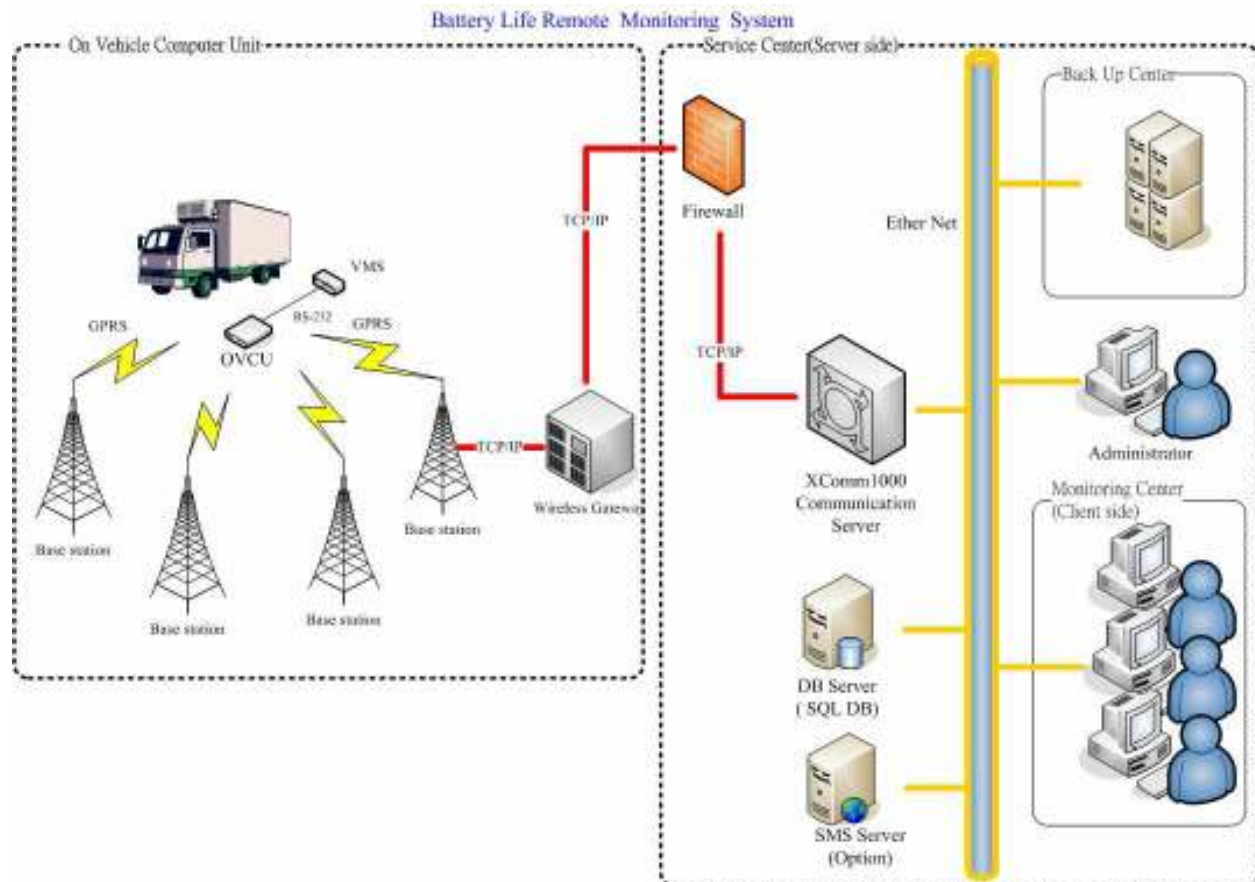 Battery Life Remote Monitoring System
On Vehicle Computer Unit
Service Center(Server side)
Back Up Center
TCP/IP
Firewall
Ether Net
VMS
RS-232
GPRS
GPRS
OVCU
TCP/IP
TCP/IP
Administrator
XComm1000
Communication
Server
Wireless Gateway
Monitoring Center
(Client side)
Base station
Base station
Base station
Base station
DB Server
( SQL DB)
SMS Server
(Option)